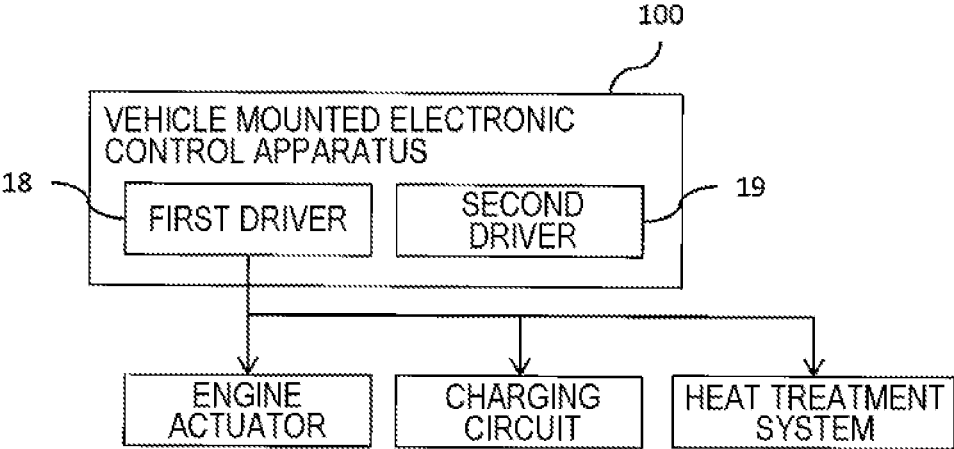 100
VEHICLE MOUNTED ELECTRONIC
CONTROL APPARATUS
18
FIRST DRIVER
SECOND
DRIVER
19
ENGINE
ACTUATOR
CHARGING
CIRCUIT
HEAT TREATMENT
SYSTEM